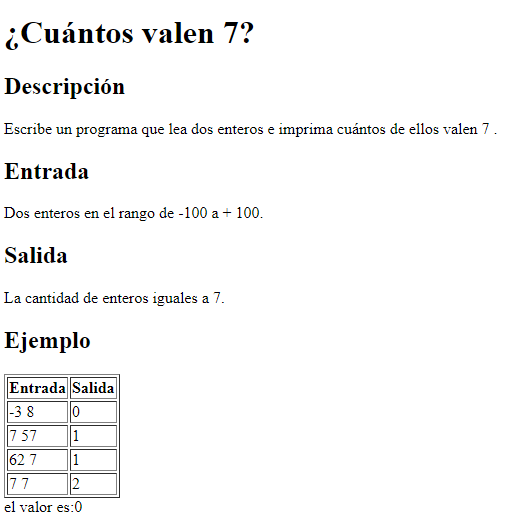 ¿Cuántos valen 7?
Descripción
Escribe un programa que lea dos enteros e imprima cuántos de ellos valen 7 .
Entrada
Dos enteros en el rango de -100 a + 100.
Salida
La cantidad de enteros iguales a 7.
Ejemplo
Entrada Salida
-3 8 0
7 57 1
62 7 1
7 7 2
el valor es:0